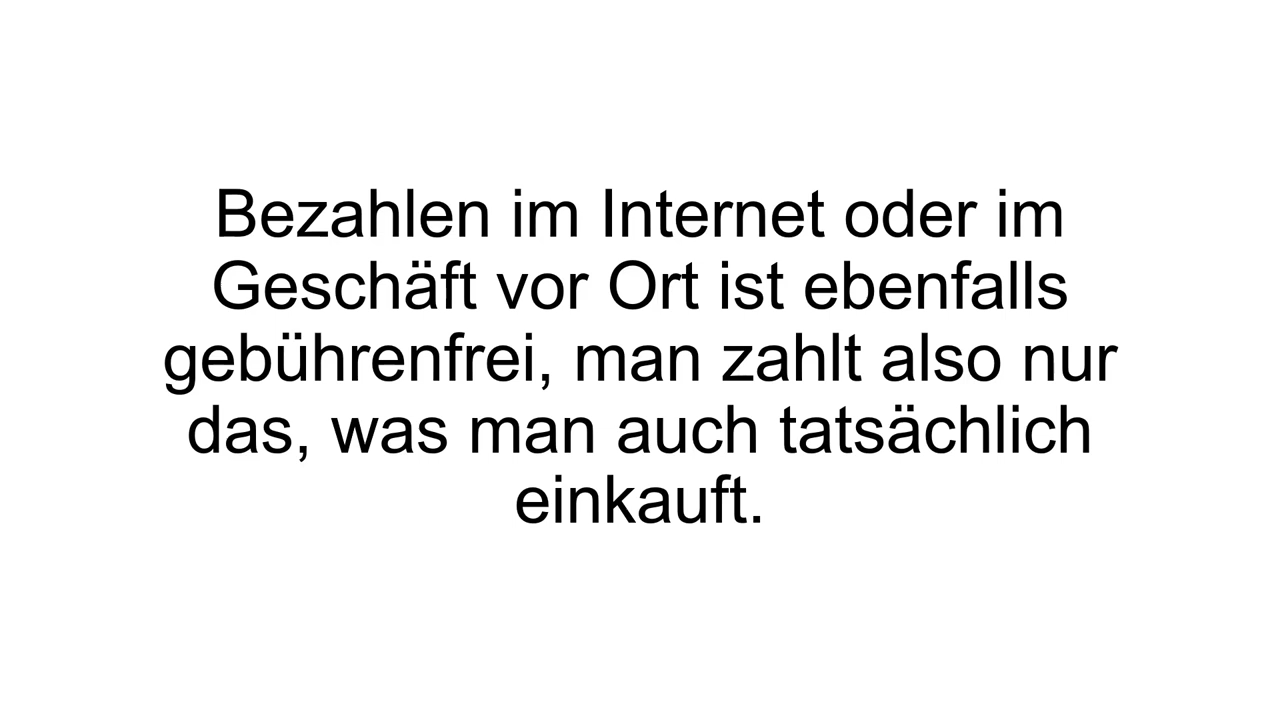 Bezahlen im Internet oder im
Geschäft vor Ort ist ebenfalls
gebührenfrei, man zahlt also nur
das, was man auch tatsächlich
einkauft.